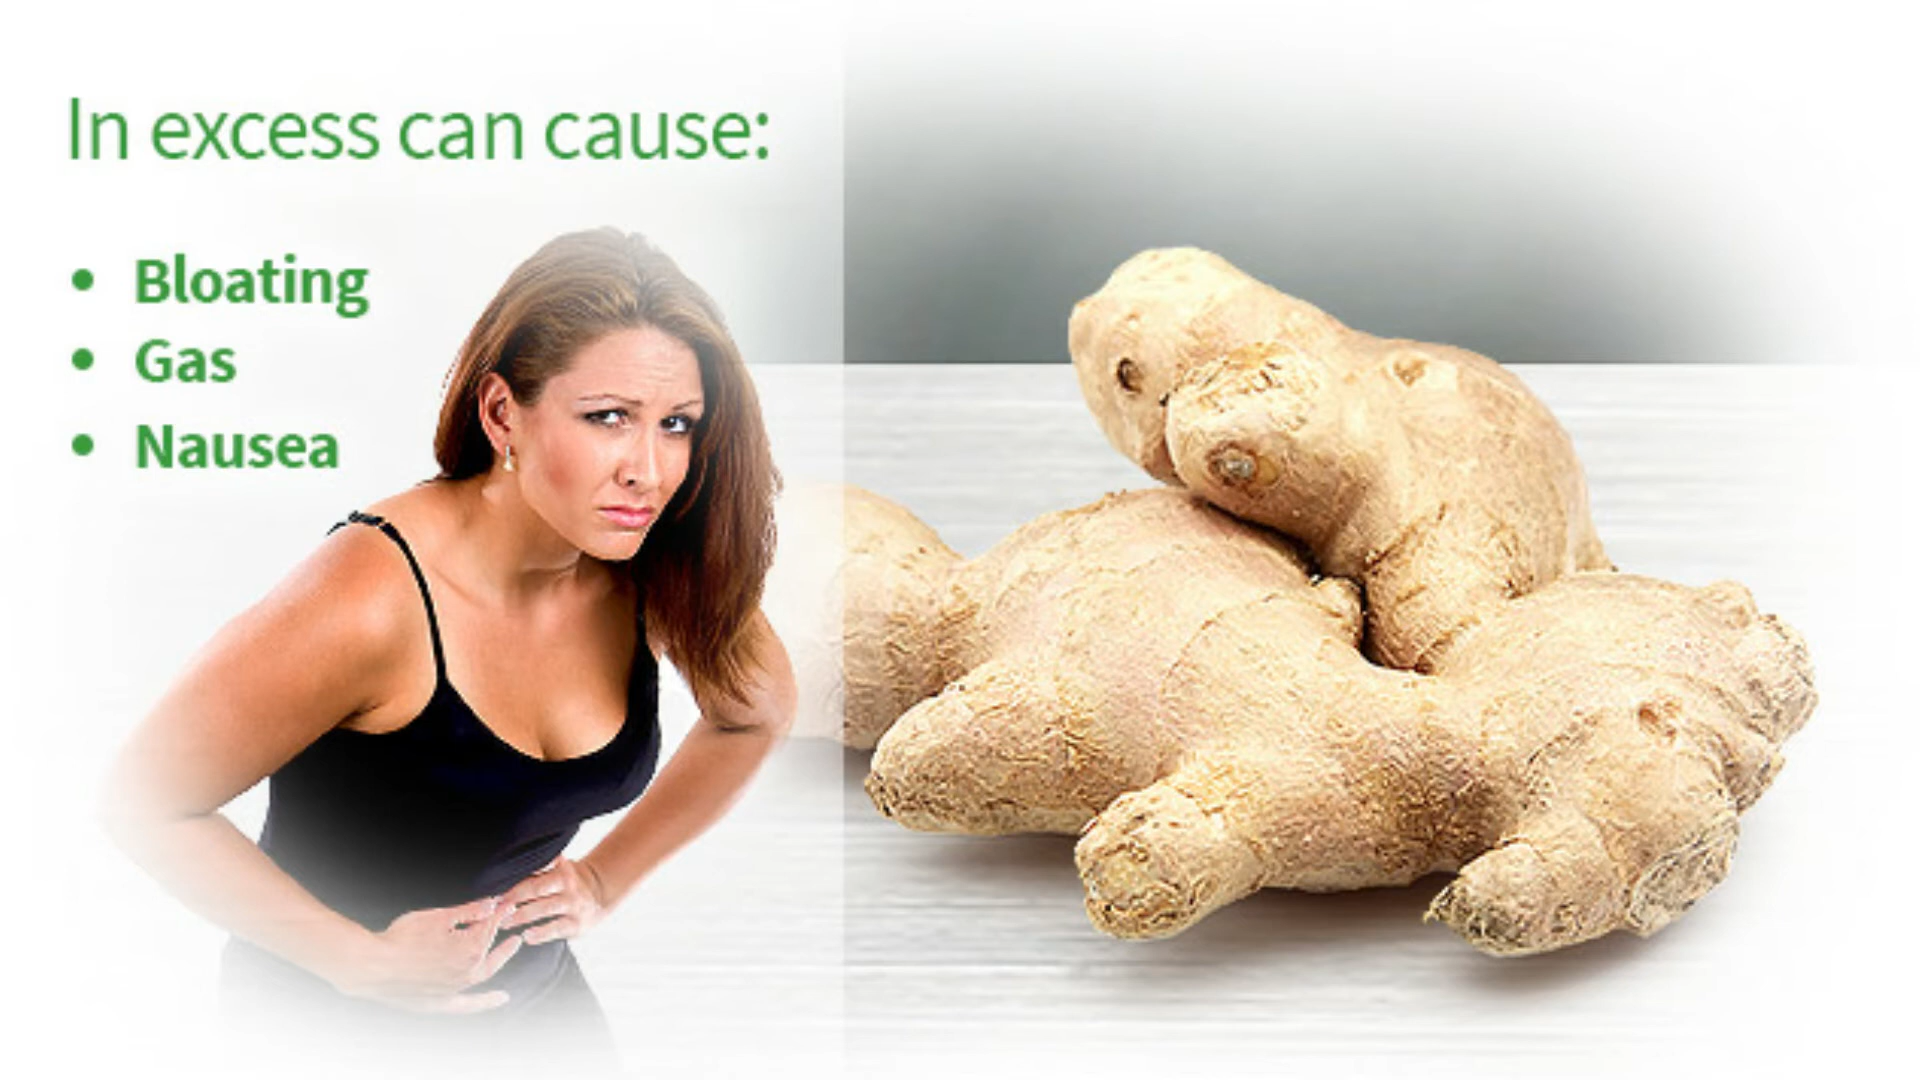 In excess can cause:
• Bloating
• Gas
• Nausea